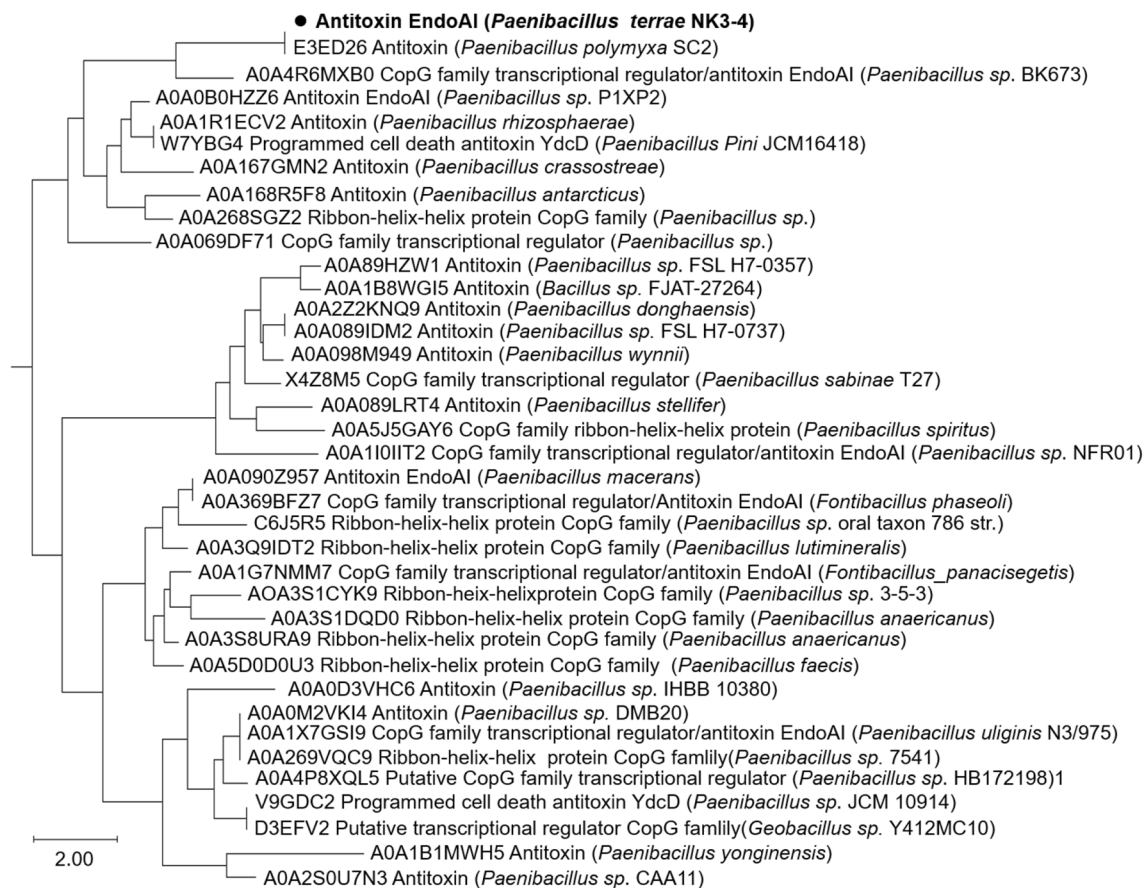 ● Antitoxin EndoAI (Paenibacillus terrae NK3-4)
E3ED26 Antitoxin (Paenibacillus polymyxa SC2)
A0A4R6MXB0 CopG family transcriptional regulator/antitoxin EndoAI (Paenibacillus sp. BK673)
A0A0B0HZZ6 Antitoxin EndoAI (Paenibacillus sp. P1XP2)
A0A1R1ECV2 Antitoxin (Paenibacillus rhizosphaerae)
W7YBG4 Programmed cell death antitoxin YdcD (Paenibacillus Pini JCM16418)
A0A167GMN2 Antitoxin (Paenibacillus crassostreae)
A0A168R5F8 Antitoxin (Paenibacillus antarcticus)
A0A268SGZ2 Ribbon-helix-helix protein CopG family (Paenibacillus sp.)
A0A069DF71 CopG family transcriptional regulator (Paenibacillus sp.)
A0A89HZW1 Antitoxin (Paenibacillus sp. FSL H7-0357)
A0A1B8WGI5 Antitoxin (Bacillus sp. FJAT-27264)
A0A2Z2KNQ9 Antitoxin (Paenibacillus donghaensis)
A0A089IDM2 Antitoxin (Paenibacillus sp. FSL H7-0737)
A0A098M949 Antitoxin (Paenibacillus wynnii)
X4Z8M5 CopG family transcriptional regulator (Paenibacillus sabinae T27)
A0A089LRT4 Antitoxin (Paenibacillus stellifer)
A0A5J5GAY6 CopG family ribbon-helix-helix protein (Paenibacillus spiritus)
A0A1I0IIT2 CopG family transcriptional regulator/antitoxin EndoAI (Paenibacillus sp. NFR01)
A0A090Z957 Antitoxin EndoAI (Paenibacillus macerans)
A0A369BFZ7 CopG family transcriptional regulator/Antitoxin EndoAI (Fontibacillus phaseoli)
C6J5R5 Ribbon-helix-helix protein CopG family (Paenibacillus sp. oral taxon 786 str.)
A0A3Q9IDT2 Ribbon-helix-helix protein CopG family (Paenibacillus lutimineralis)
A0A1G7NMM7 CopG family transcriptional regulator/antitoxin EndoAI (Fontibacillus_panacisegetis)
AOA3S1CYK9 Ribbon-heix-helixprotein CopG family (Paenibacillus sp. 3-5-3)
A0A3S1DQD0 Ribbon-helix-helix protein CopG family (Paenibacillus anaericanus)
A0A3S8URA9 Ribbon-helix-helix protein CopG family (Paenibacillus anaericanus)
A0A5D0D0U3 Ribbon-helix-helix protein CopG family (Paenibacillus faecis)
A0A0D3VHC6 Antitoxin (Paenibacillus sp. IHBB 10380)
A0A0M2VKI4 Antitoxin (Paenibacillus sp. DMB20)
A0A1X7GSI9 CopG family transcriptional regulator/antitoxin EndoAI (Paenibacillus uliginis N3/975)
A0A269VQC9 Ribbon-helix-helix protein CopG famlily(Paenibacillus sp. 7541)
A0A4P8XQL5 Putative CopG family transcriptional regulator (Paenibacillus sp. HB172198)1
V9GDC2 Programmed cell death antitoxin YdcD (Paenibacillus sp. JCM 10914)
D3EFV2 Putative transcriptional regulator CopG famlily(Geobacillus sp. Y412MC10)
2.00
A0A1B1MWH5 Antitoxin (Paenibacillus yonginensis)
A0A2S0U7N3 Antitoxin (Paenibacillus sp. CAA11)